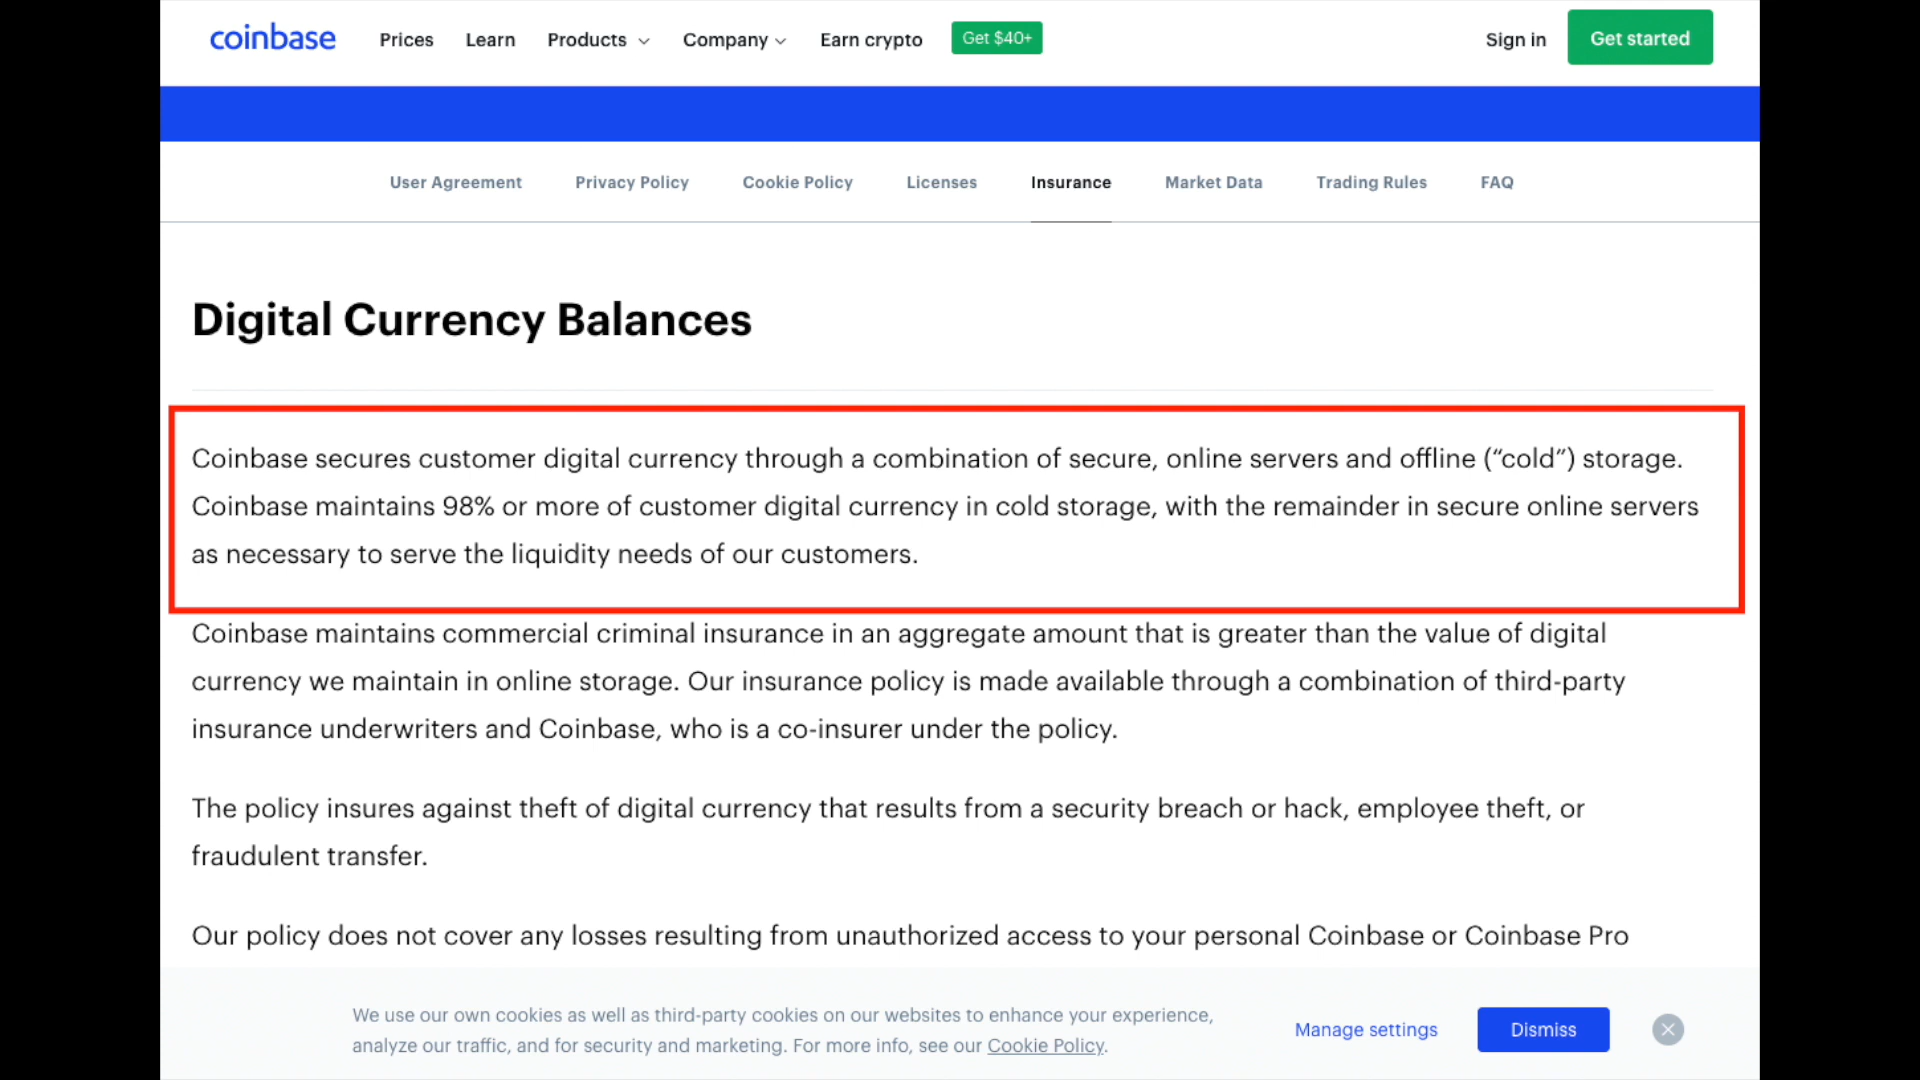 coinbase Prices Learn Products Company Earn crypto Get $40+ Sign in Get started
User Agreement Privacy Policy Cookie Policy Licenses Insurance Market Data Trading Rules FAQ
Digital Currency Balances
Coinbase secures customer digital currency through a combination of secure, online servers and offline (“cold”) storage.
Coinbase maintains 98% or more of customer digital currency in cold storage, with the remainder in secure online servers
as necessary to serve the liquidity needs of our customers.
Coinbase maintains commercial criminal insurance in an aggregate amount that is greater than the value of digital
currency we maintain in online storage. Our insurance policy is made available through a combination of third-party
insurance underwriters and Coinbase, who is a co-insurer under the policy.
The policy insures against theft of digital currency that results from a security breach or hack, employee theft, or
fraudulent transfer.
Our policy does not cover any losses resulting from unauthorized access to your personal Coinbase or Coinbase Pro
We use our own cookies as well as third-party cookies on our websites to enhance your experience,
analyze our traffic, and for security and marketing. For more info, see our Cookie Policy.
Manage settings Dismiss